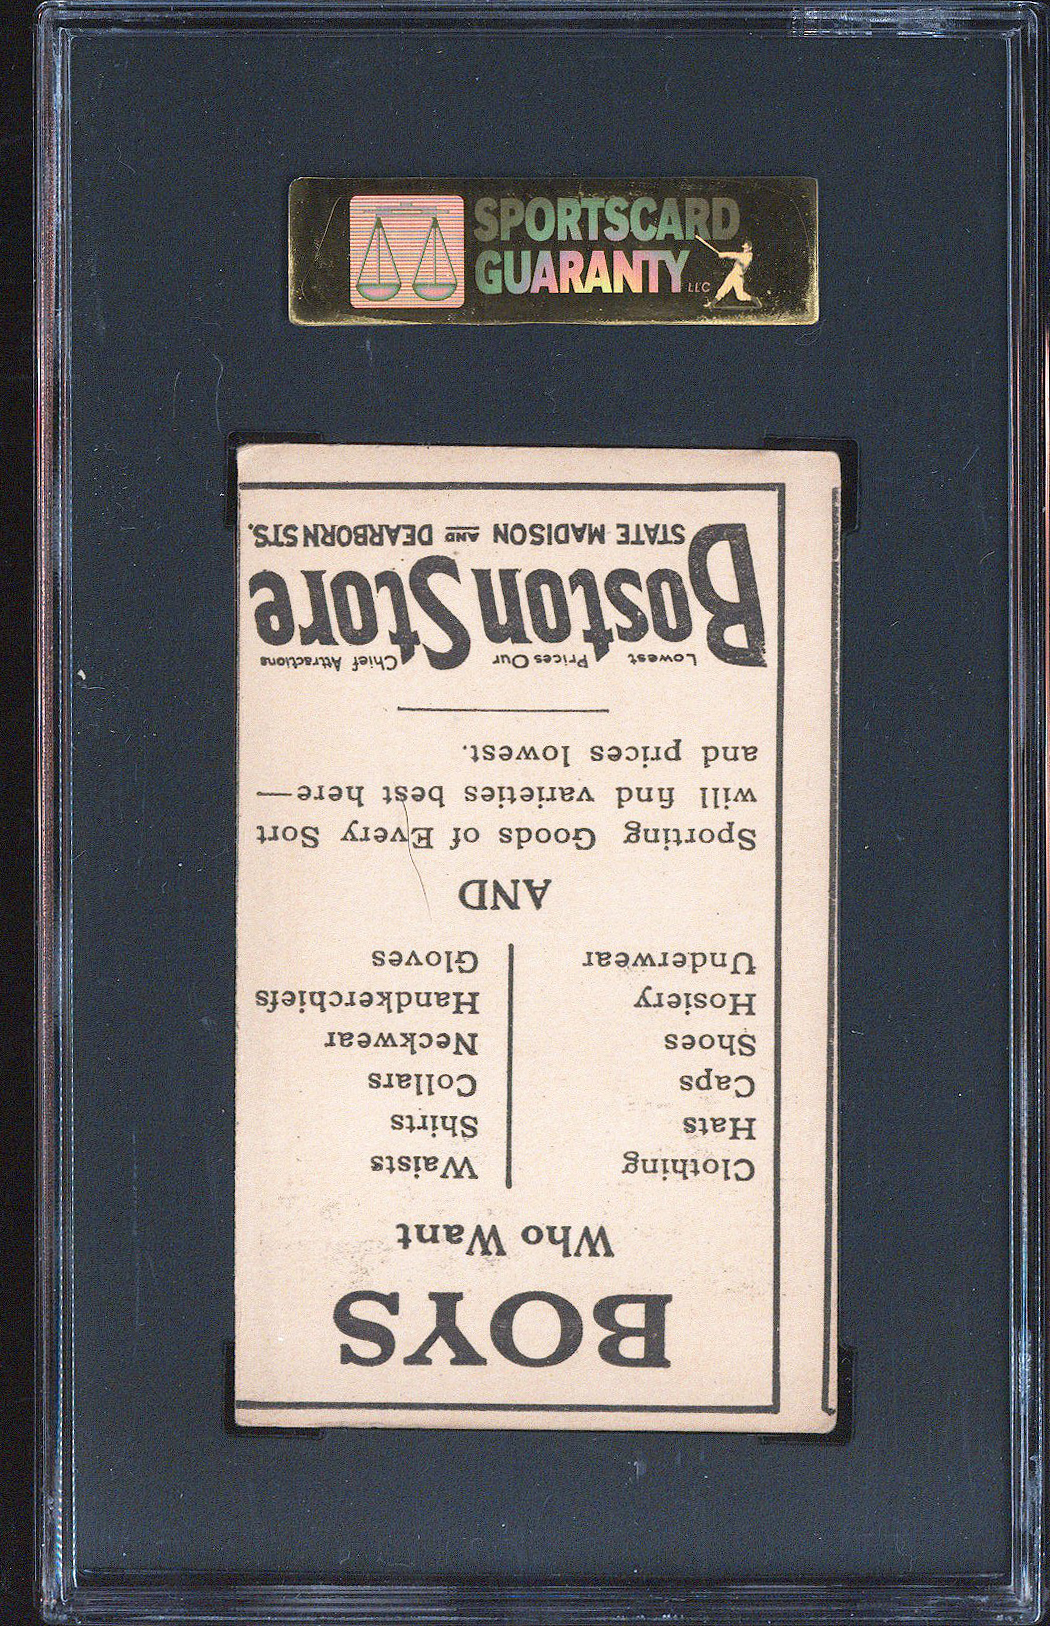 SPORTSCARD
GUARANTY LLC
BOYS
Who Want
Clothing
Hats
Caps
Shoes
Hosiery
Underwear
Waists
Shirts
Collars
Neckwear
Handkerchiefs
Gloves
AND
Sporting Goods of Every Sort
will find varieties best here—
and prices lowest.
Lowest Prices Our Chief Attractions
Boston Store
STATE MADISON AND DEARBORN STS.